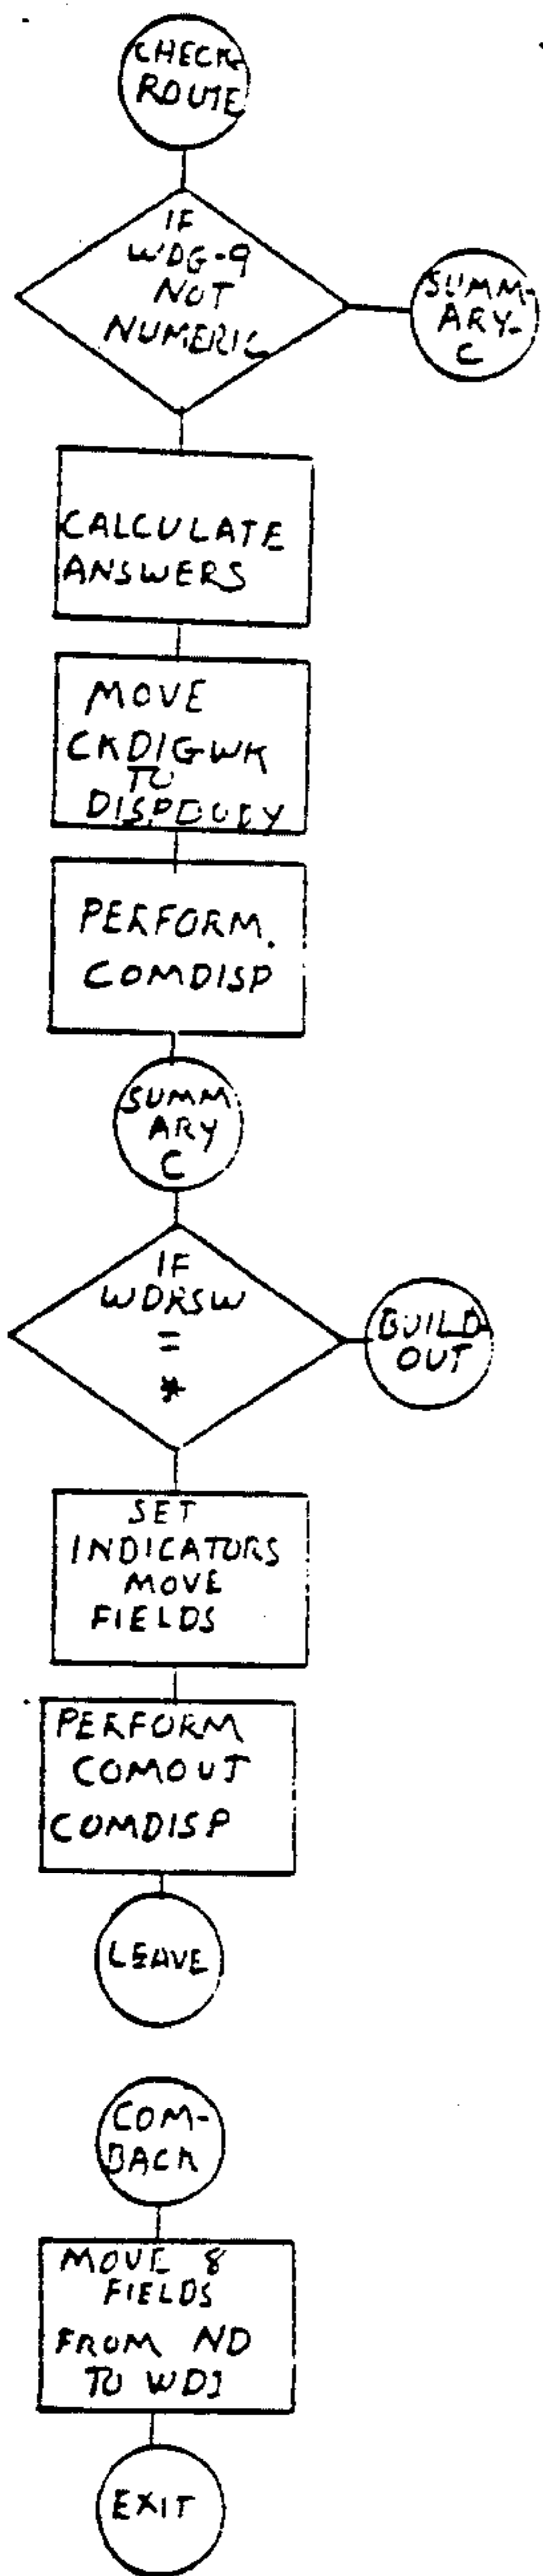 CHECK-
ROUTE
IF
WDG-9
NOT
NUMERIC
SUMM-
ARY-
C
CALCULATE
ANSWERS
MOVE
CKDIGWK
TO
DISPBODY
PERFORM
COMDISP
SUMM
ARY
C
IF
WDRSW
=
*
BUILD-
OUT
SET
INDICATORS
MOVE
FIELDS
PERFORM
COMOUT
COMDISP
LEAVE
COM-
BACK
MOVE 8
FIELDS
FROM ND
TO
EXIT